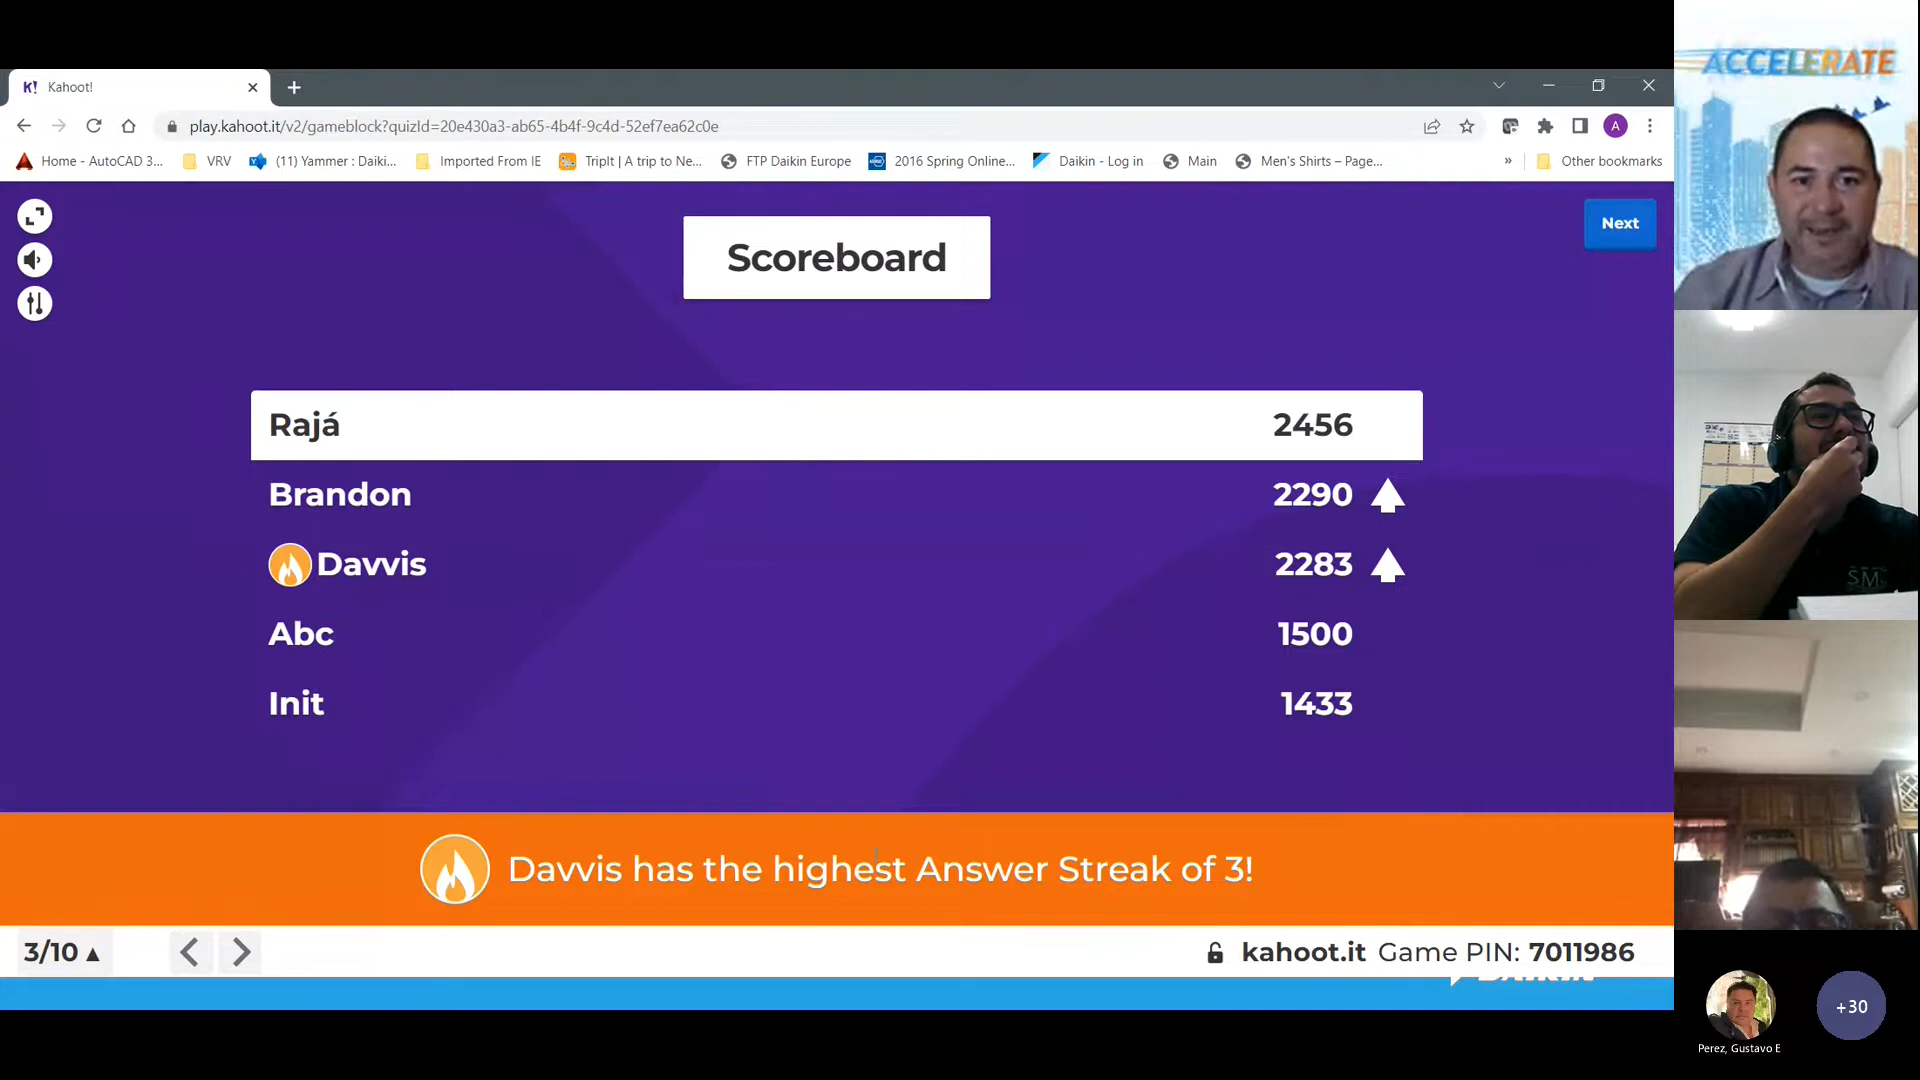 ACCELERATE
K! Kahoot!
play.kahoot.it/v2/gameblock?quizId=20e430a3-ab65-4b4f-9c4d-52ef7ea62c0e
A
Home - AutoCAD 3... VRV (11) Yammer : Daiki... Imported From IE TripIt | A trip to Ne... FTP Daikin Europe 2016 Spring Online... Daikin - Log in Main Men's Shirts – Page... » Other bookmarks
Scoreboard
Next
Rajá 2456
Brandon 2290
Davvis 2283
Abc 1500
Init 1433
Davvis has the highest Answer Streak of 3!
3/10 kahoot.it Game PIN: 7011986
+30
Perez, Gustavo E